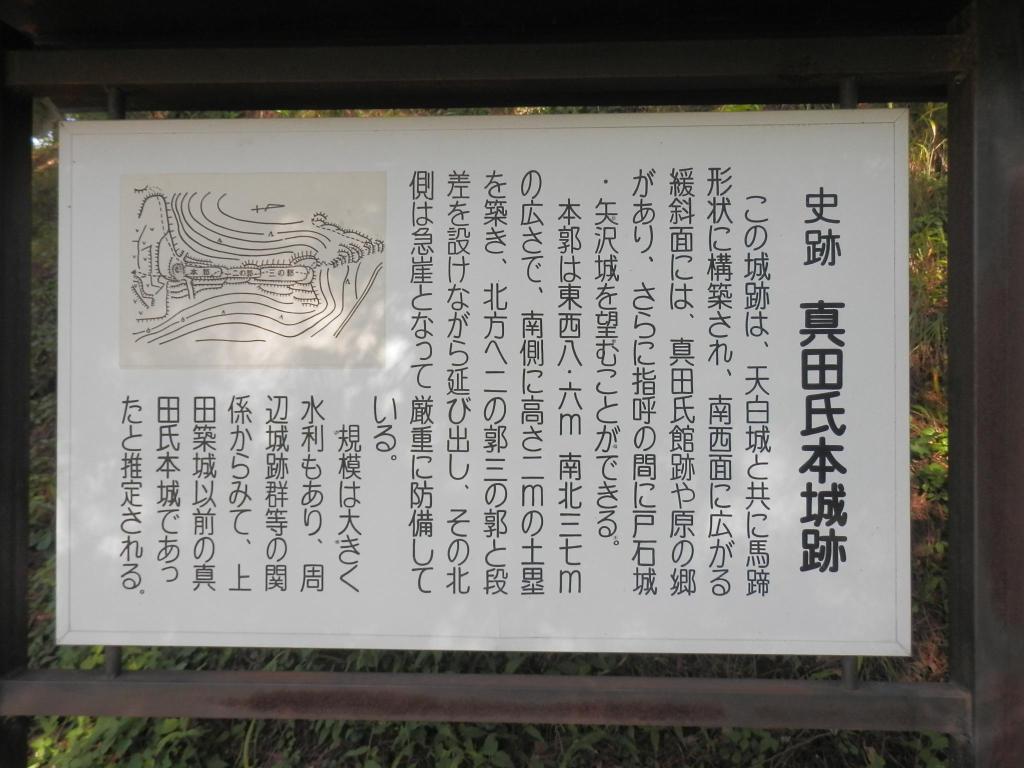 史跡 真田氏本城跡
この城跡は、天白城と共に馬蹄
形状に構築され、南西面に広がる
緩斜面には、真田氏館跡や原の郷
があり、さらに指呼の間に戸石城
・矢沢城を望むことができる。
本郭は東西八・六m 南北三七m
の広さで、南側に高さ二mの土塁
を築き、北方へ二の郭三の郭と段
差を設けながら延び出し、その北
側は急崖となって厳重に防備して
いる。
規模は大きく
水利もあり、周
辺城跡群等の関
係からみて、上
田築城以前の真
田氏本城であっ
たと推定される。
本郭
二の郭
三の郭